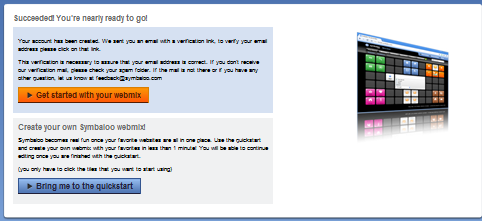 Succeeded! You're nearly ready to go!
Your account has been created. We sent you an email with a verification link, to verify your email
address please click on that link.
This verification is necessary to assure that your email address is correct. If you don't receive
our verification mail, please check your spam folder. If the mail is not there or if you have any
other question, let us know at feedback@symbaloo.com
Get started with your webmix
Create your own Symbaloo webmix!
Symbaloo becomes real fun once your favorite websites are all in one place. Use the quickstart
and create your own webmix with your favorites in less than 1 minute! You will be able to continue
editing once you are finished with the quickstart.
(you only have to click the tiles that you want to start using)
Bring me to the quickstart